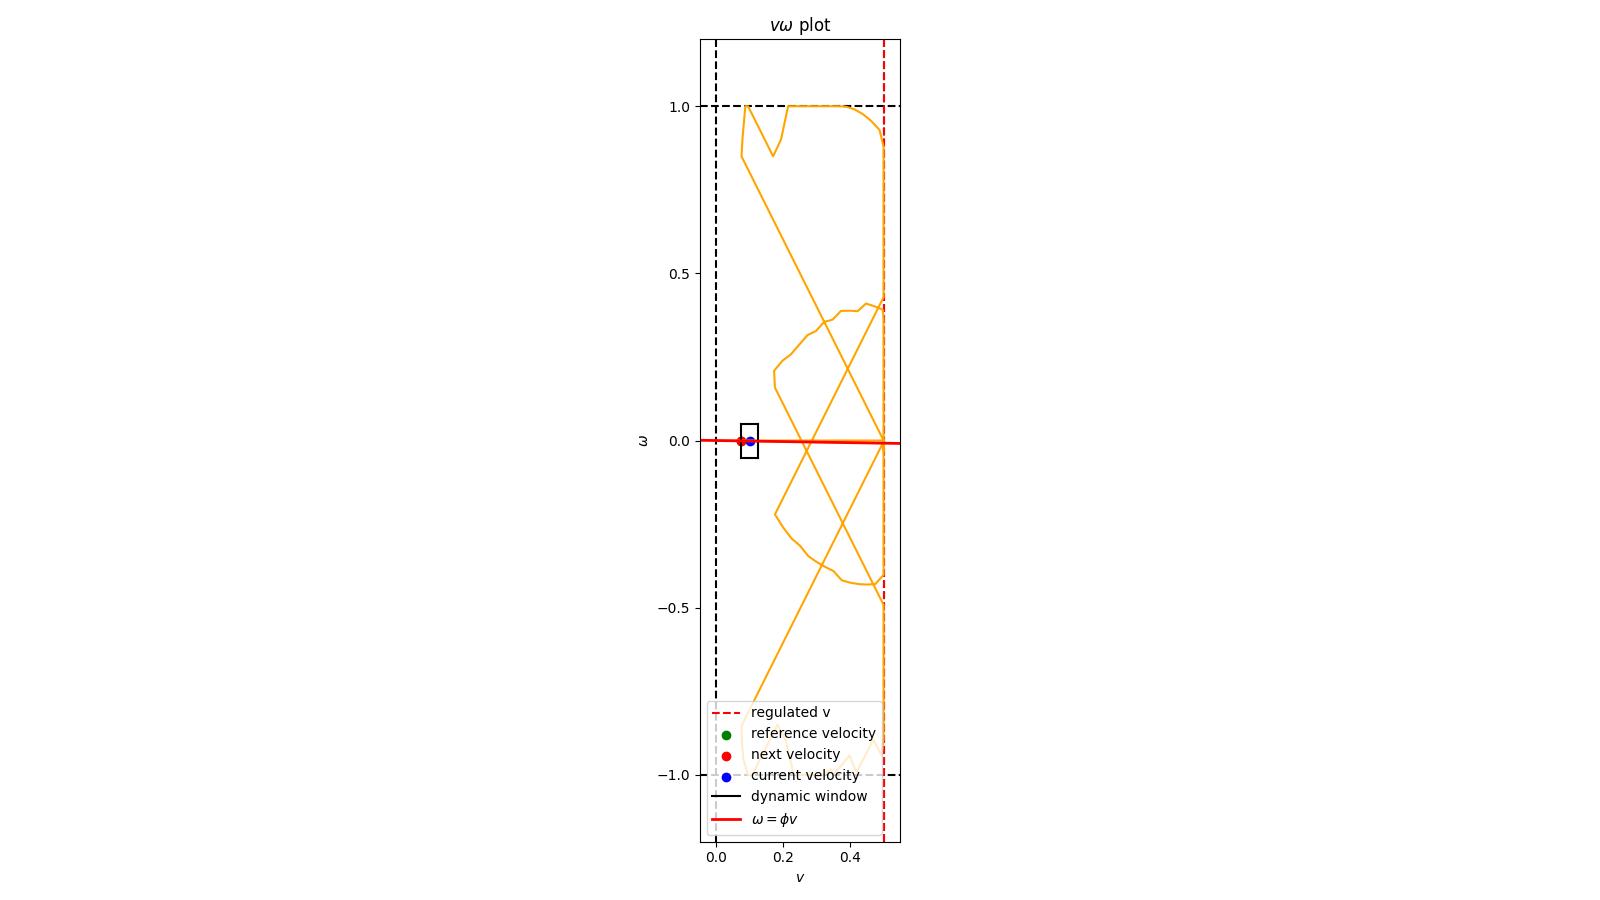 vω plot
1.0
0.5
0.0
−0.5
−1.0
ω
regulated v
reference velocity
next velocity
current velocity
dynamic window
ω = ϕv
0.0 0.2 0.4
v